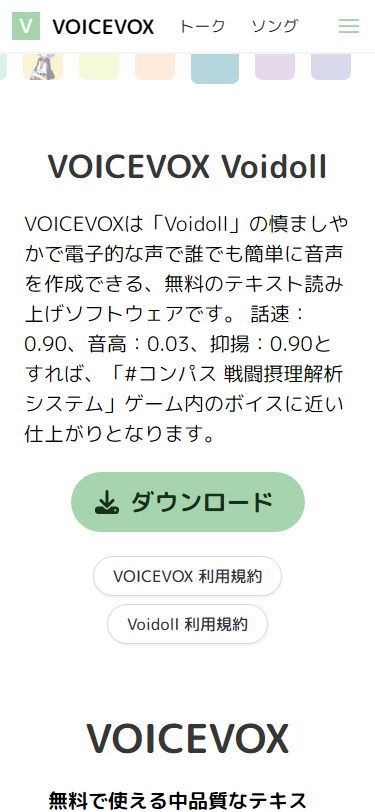 V VOICEVOX トーク ソング
VOICEVOX Voidoll
VOICEVOXは「Voidoll」の慎ましや
かで電子的な声で誰でも簡単に音声
を作成できる、無料のテキスト読み
上げソフトウェアです。 話速：
0.90、音高：0.03、抑揚：0.90と
すれば、「#コンパス 戦闘摂理解析
システム」ゲーム内のボイスに近い
仕上がりとなります。
ダウンロード
VOICEVOX 利用規約
Voidoll 利用規約
VOICEVOX
無料で使える中品質なテキス